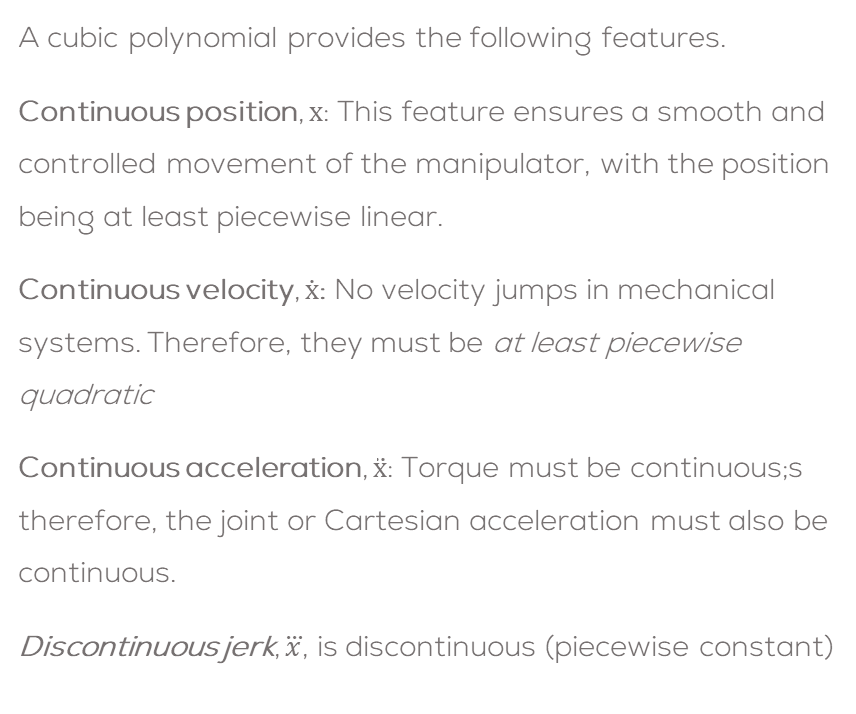 A cubic polynomial provides the following features.
Continuous position, x: This feature ensures a smooth and
controlled movement of the manipulator, with the position
being at least piecewise linear.
Continuous velocity, ẋ: No velocity jumps in mechanical
systems. Therefore, they must be at least piecewise
quadratic
Continuous acceleration, ẍ: Torque must be continuous;s
therefore, the joint or Cartesian acceleration must also be
continuous.
Discontinuous jerk, x⃛, is discontinuous (piecewise constant)